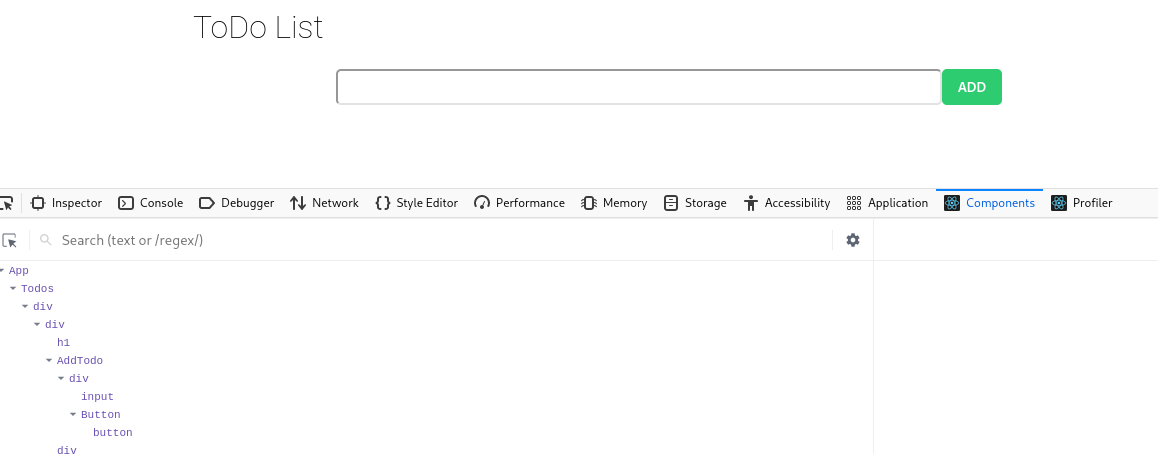 ToDo List
ADD
Inspector Console Debugger Network Style Editor Performance Memory Storage Accessibility Application Components Profiler
Search (text or /regex/)
App
Todos
div
div
h1
AddTodo
div
input
Button
button
div